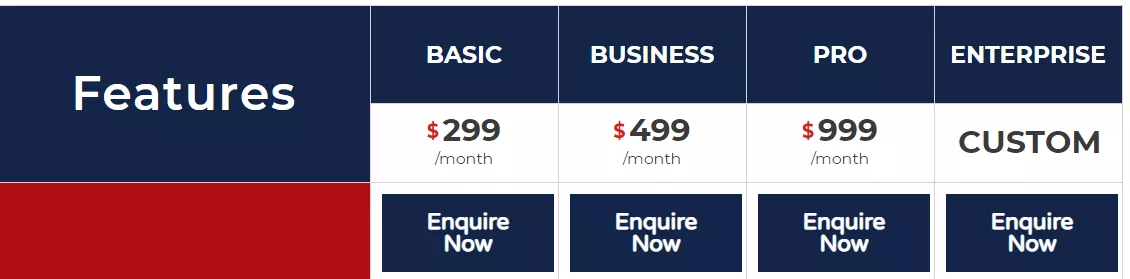 Features
BASIC
BUSINESS
PRO
ENTERPRISE
$299
/month
$499
/month
$999
/month
CUSTOM
Enquire
Now
Enquire
Now
Enquire
Now
Enquire
Now